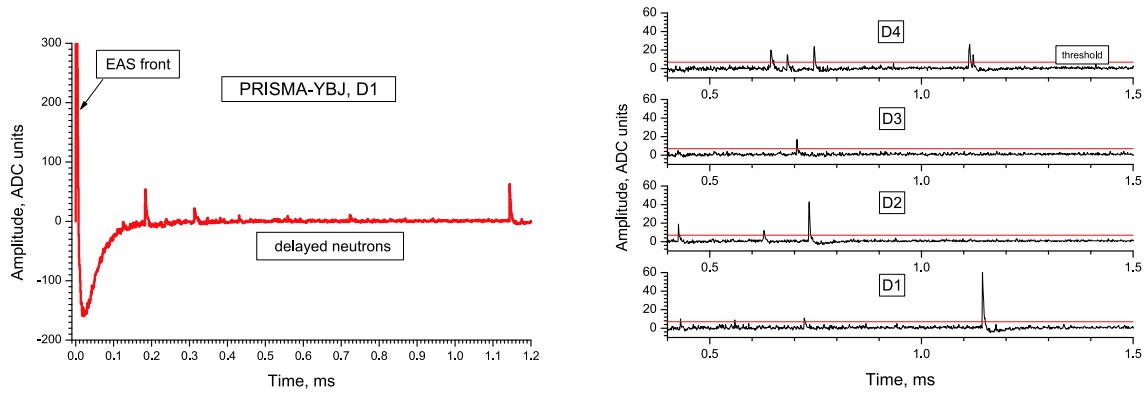 300
200
100
0
-100
-200
Amplitude, ADC units
EAS front
PRISMA-YBJ, D1
delayed neutrons
0.0 0.1 0.2 0.3 0.4 0.5 0.6 0.7 0.8 0.9 1.0 1.1 1.2
Time, ms
Amplitude, ADC units
60
40
20
0
D4
threshold
0.5 1.0 1.5
60
40
20
0
D3
0.5 1.0 1.5
60
40
20
0
D2
0.5 1.0 1.5
60
40
20
0
D1
0.5 1.0 1.5
Time, ms